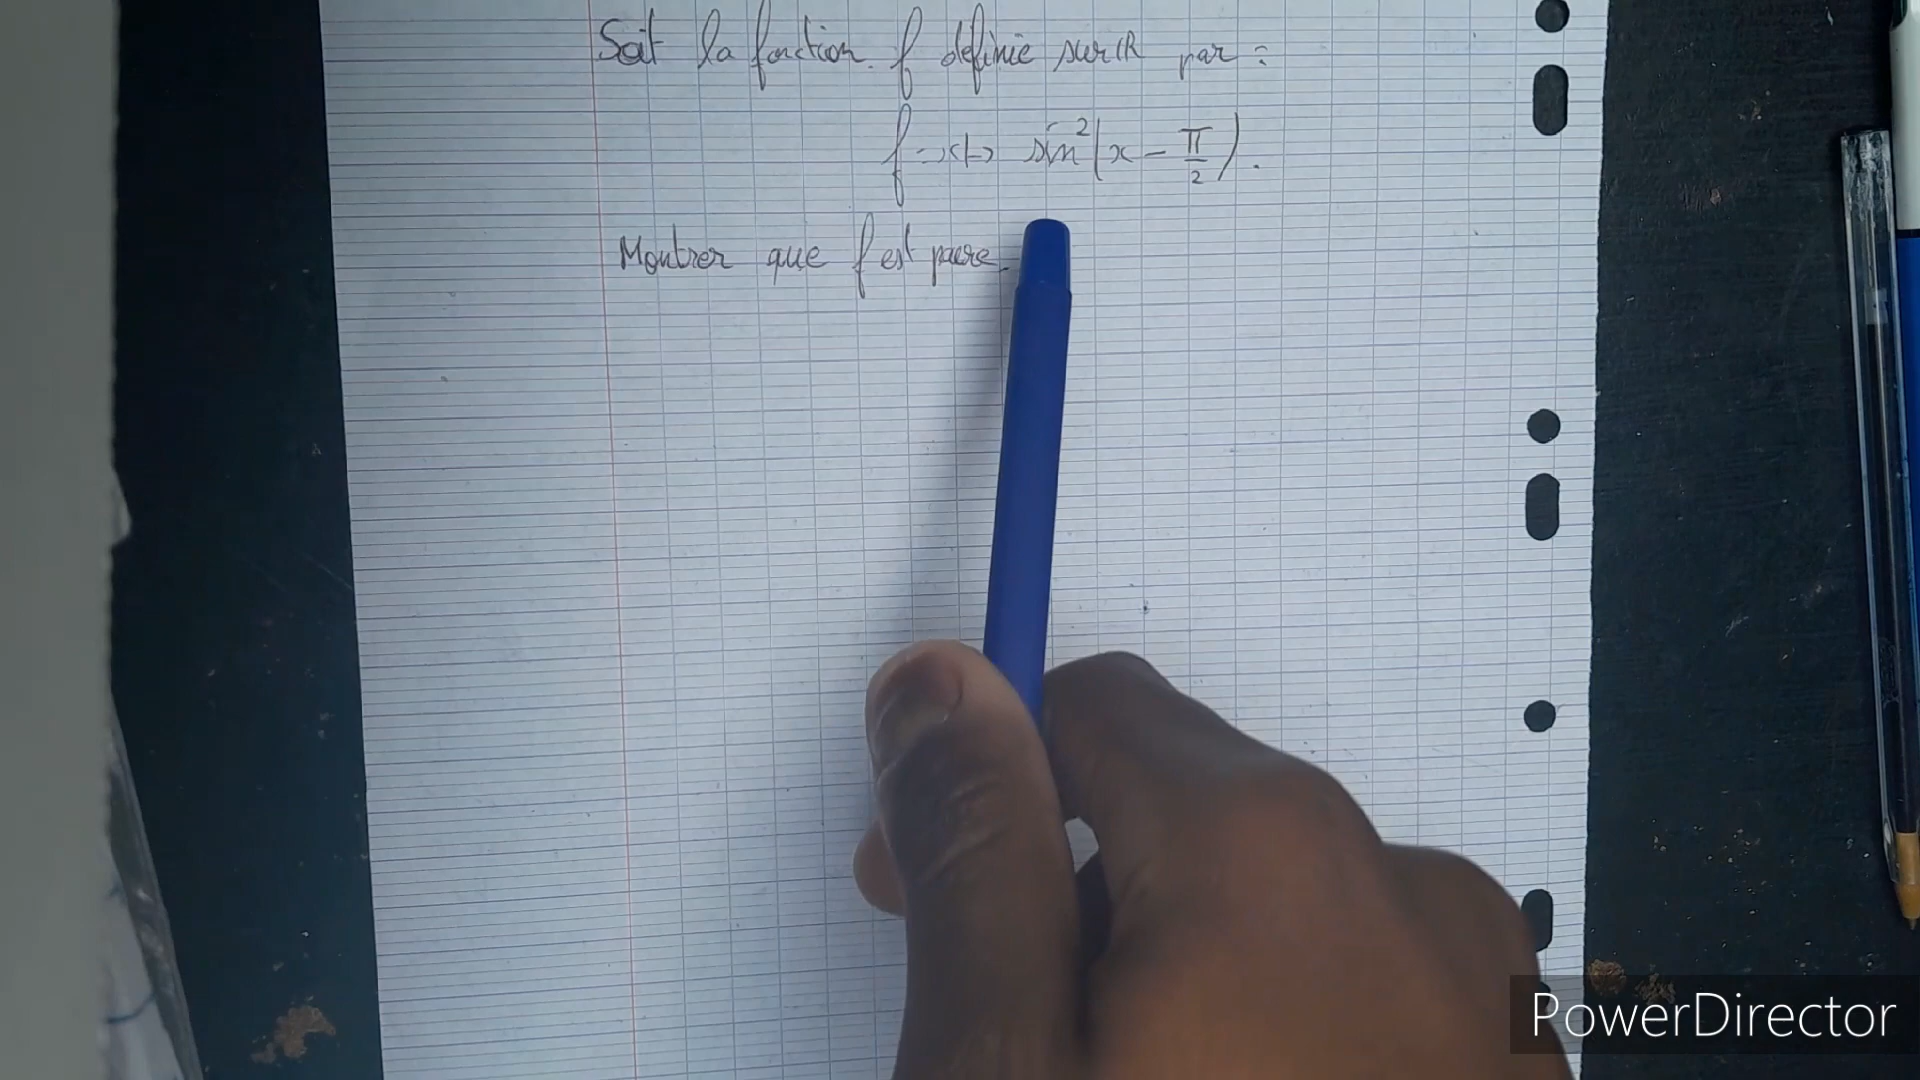 Soit la fonction f définie sur ℝ par :
f : x ↦ sin²(x - π/2).
Montrer que f est paire.
PowerDirector